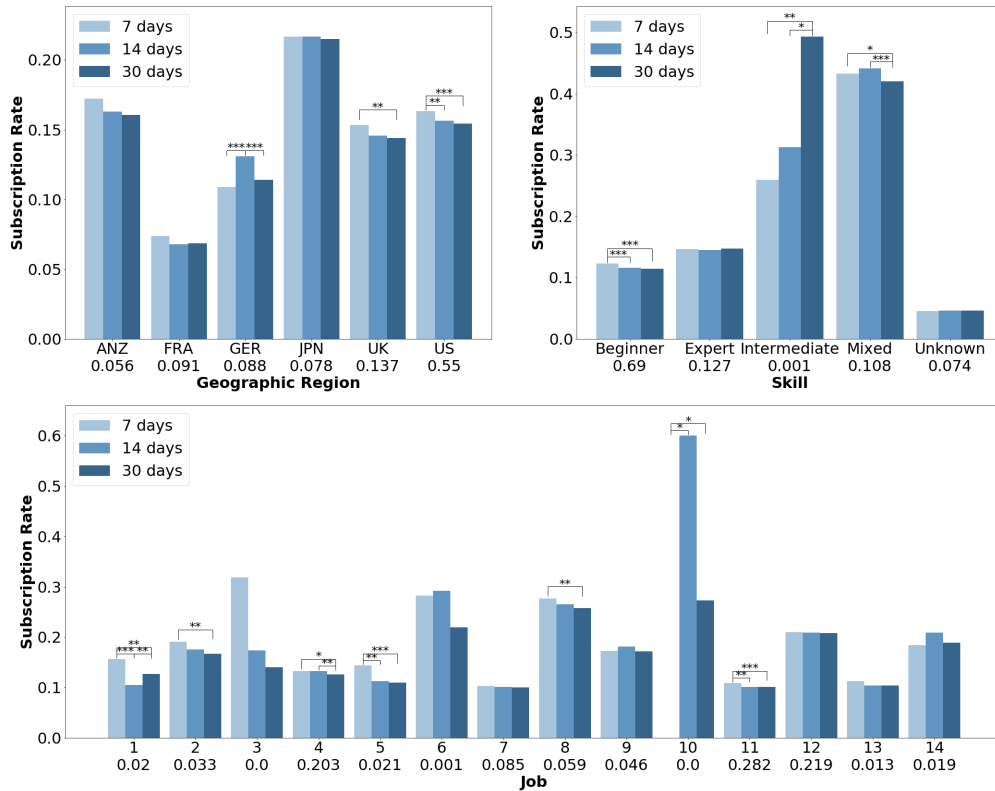 7 days
14 days
30 days
0.20
0.15
0.10
0.05
0.00
Subscription Rate
***
***
**
***
**
ANZ FRA GER JPN UK US
0.056 0.091 0.088 0.078 0.137 0.55
Geographic Region
7 days
14 days
30 days
0.5
0.4
0.3
0.2
0.1
0.0
Subscription Rate
***
***
**
*
*
***
Beginner Expert Intermediate Mixed Unknown
0.69 0.127 0.001 0.108 0.074
Skill
7 days
14 days
30 days
0.6
0.5
0.4
0.3
0.2
0.1
0.0
Subscription Rate
**
***
**
**
*
**
***
**
**
*
*
***
**
1 2 3 4 5 6 7 8 9 10 11 12 13 14
0.02 0.033 0.0 0.203 0.021 0.001 0.085 0.059 0.046 0.0 0.282 0.219 0.013 0.019
Job